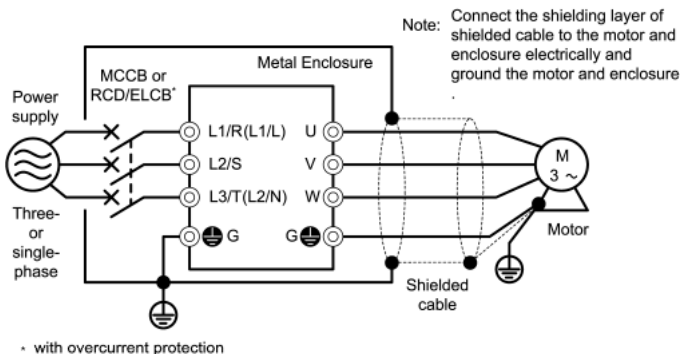 Note: Connect the shielding layer of
shielded cable to the motor and
enclosure electrically and
ground the motor and enclosure
.
Metal Enclosure
MCCB or
RCD/ELCB*
Power
supply
L1/R(L1/L) U
L2/S V
L3/T(L2/N) W
G G
M
3 ~
Motor
Three-
or
single-
phase
Shielded
cable
* with overcurrent protection